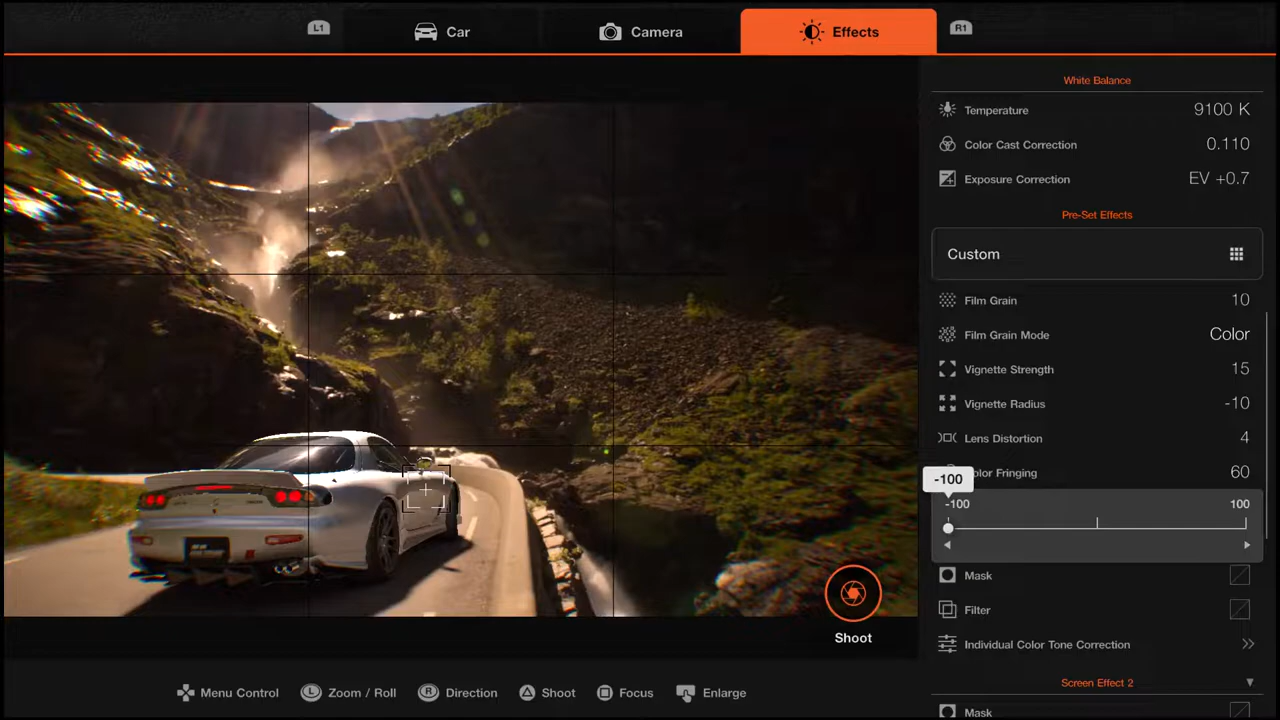 L1
Car
Camera
Effects
R1
White Balance
Temperature 9100 K
Color Cast Correction 0.110
Exposure Correction EV +0.7
Pre-Set Effects
Custom
Film Grain 10
Film Grain Mode Color
Vignette Strength 15
Vignette Radius -10
Lens Distortion 4
Fringing 60
-100
-100 100
Mask
Filter
Individual Color Tone Correction
Shoot
Screen Effect 2
Mask
Menu Control
L Zoom / Roll
R Direction
Shoot
Focus
Enlarge